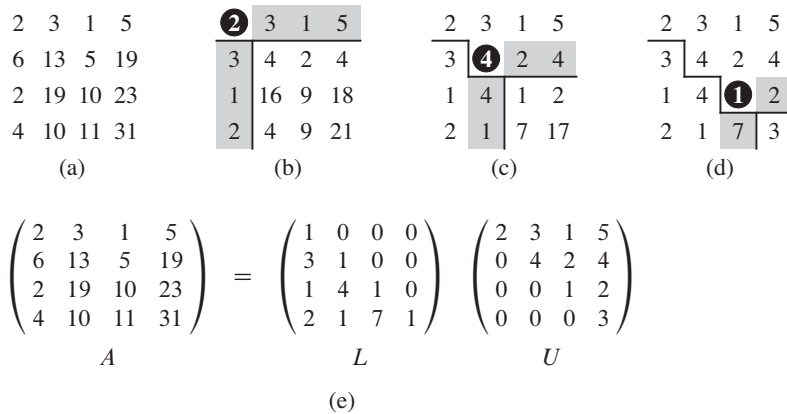 2 3 1 5
6 13 5 19
2 19 10 23
4 10 11 31
(a)
2 3 1 5
3 4 2 4
1 16 9 18
2 4 9 21
(b)
2 3 1 5
3 4 2 4
1 4 1 2
2 1 7 17
(c)
2 3 1 5
3 4 2 4
1 4 1 2
2 1 7 3
(d)
2 3 1 5
6 13 5 19
2 19 10 23
4 10 11 31
A
=
1 0 0 0
3 1 0 0
1 4 1 0
2 1 7 1
L
2 3 1 5
0 4 2 4
0 0 1 2
0 0 0 3
U
(e)